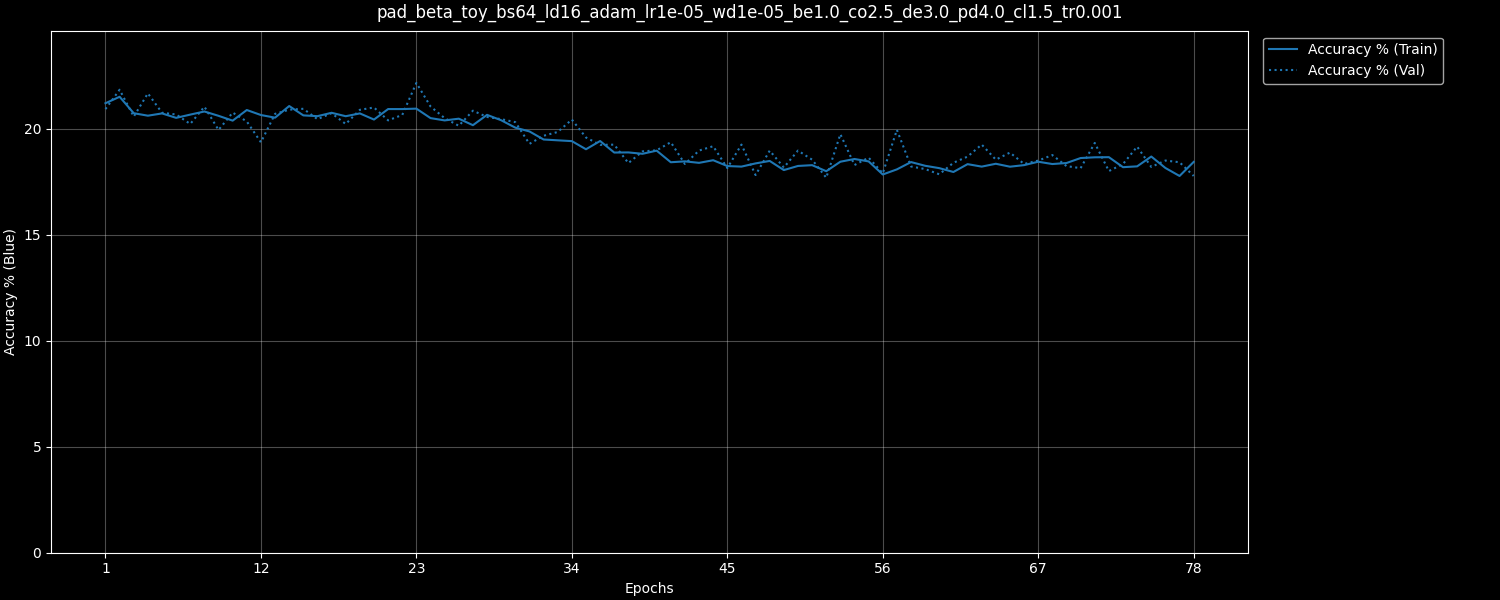 pad_beta_toy_bs64_ld16_adam_lr1e-05_wd1e-05_be1.0_co2.5_de3.0_pd4.0_cl1.5_tr0.001
Accuracy % (Train)
Accuracy % (Val)
Accuracy % (Blue)
20
15
10
5
0
1 12 23 34 45 56 67 78
Epochs